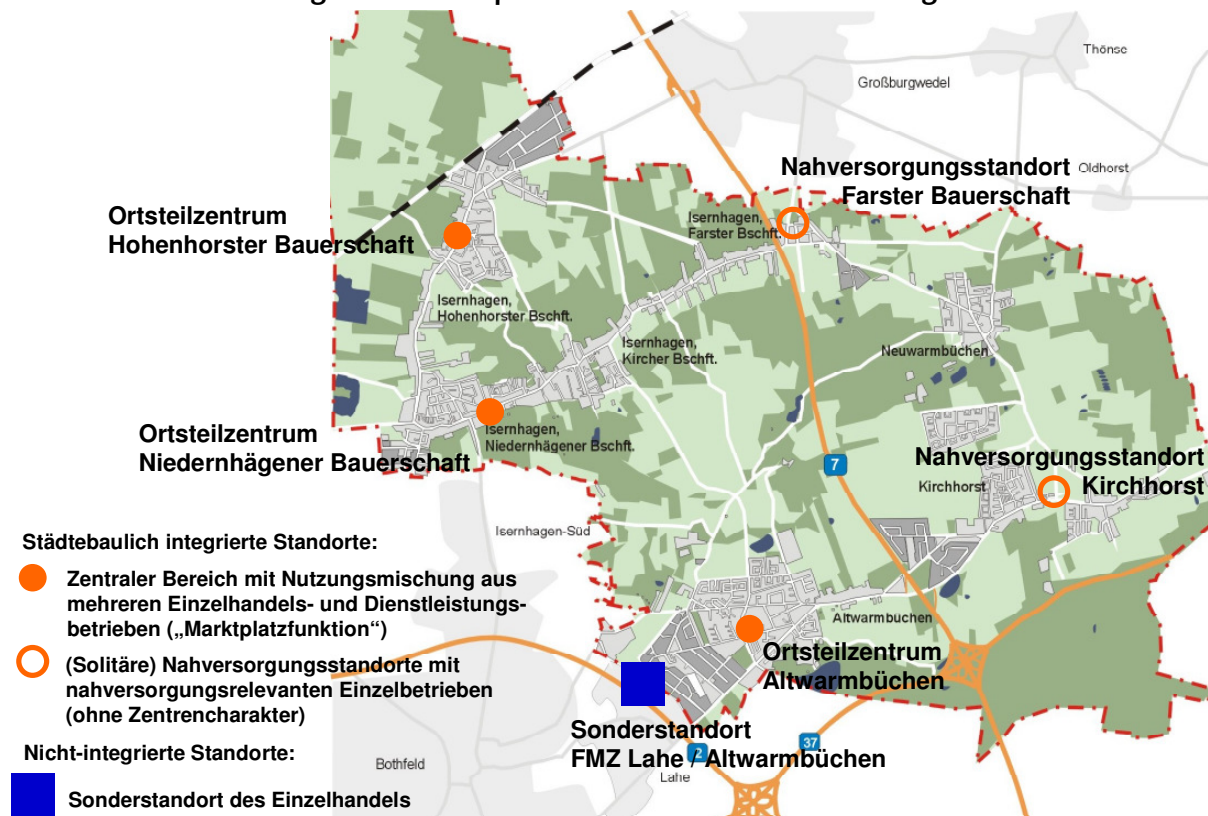 Thönse
Großburgwedel
Nahversorgungsstandort
Farster Bauerschaft
Oldhorst
Ortsteilzentrum
Hohenhorster Bauerschaft
Isernhagen,
Farster Bschft.
Isernhagen,
Hohenhorster Bschft.
Isernhagen,
Kircher Bschft.
Neuwarmbüchen
Ortsteilzentrum
Niedernhägener Bauerschaft
Isernhagen,
Niedernhägener Bschft.
7
Nahversorgungsstandort
Kirchhorst
Kirchhorst
Isernhagen-Süd
Städtebaulich integrierte Standorte:
Zentraler Bereich mit Nutzungsmischung aus
mehreren Einzelhandels- und Dienstleistungs-
betrieben („Marktplatzfunktion“)
(Solitäre) Nahversorgungsstandorte mit
nahversorgungsrelevanten Einzelbetrieben
(ohne Zentrencharakter)
Nicht-integrierte Standorte:
Sonderstandort des Einzelhandels
Altwarmbüchen
Ortsteilzentrum
Altwarmbüchen
Sonderstandort
FMZ Lahe / Altwarmbüchen
2
37
Lahe
Bothfeld